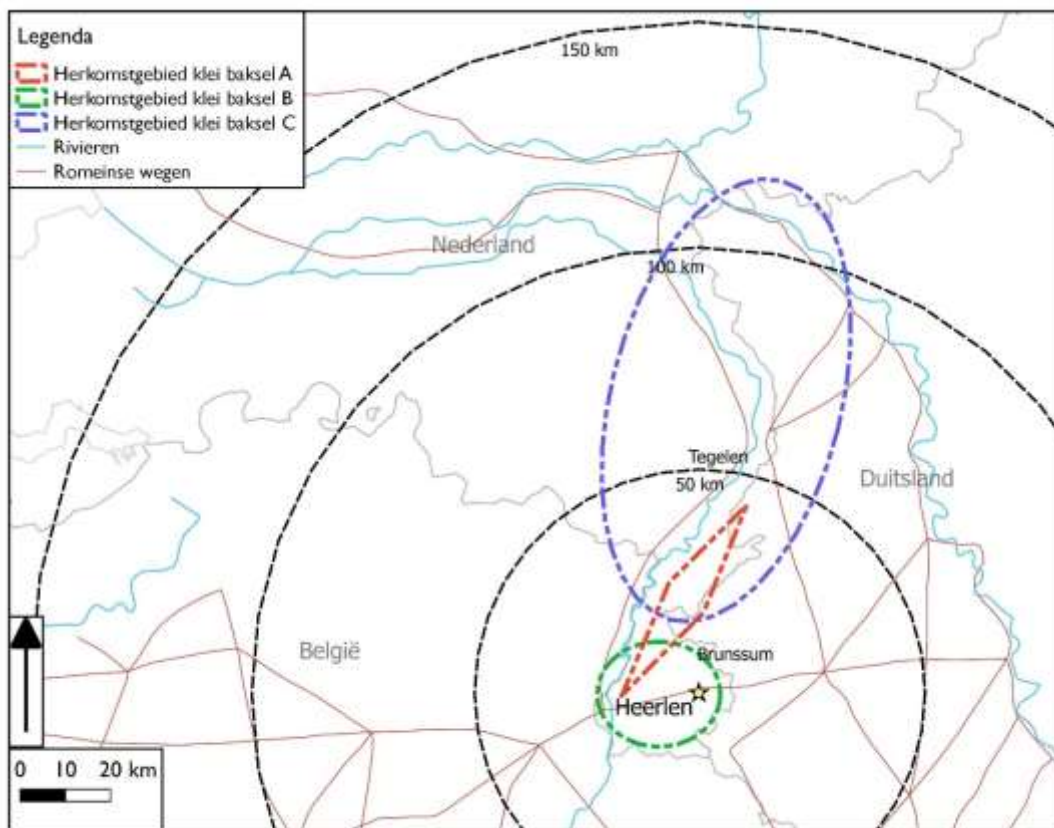 Legenda
Herkomstgebied klei baksel A
Herkomstgebied klei baksel B
Herkomstgebied klei baksel C
Rivieren
Romeinse wegen
150 km
Nederland
100 km
Tegelen
50 km
Duitsland
België
Brunssum
Heerlen
0 10 20 km